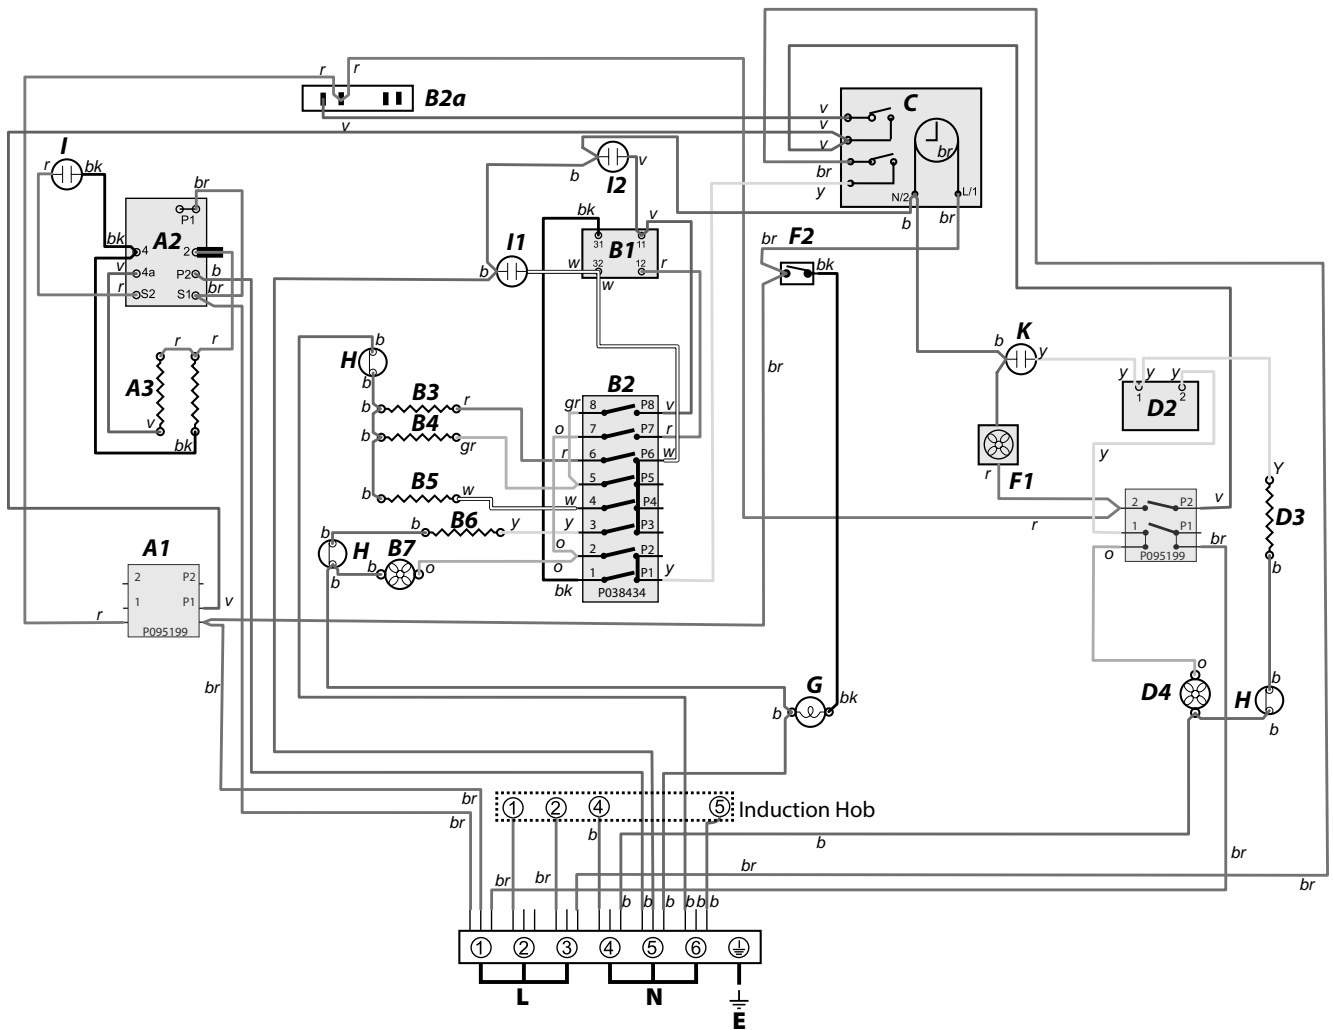 r
r
B2a
v
C
v
v
v
br
y
br
N/2
L/1
b
br
I
r
bk
br
P1
A2
bk
4
2
v
4a
P2
b
r
S2
S1
br
r
r
A3
v
bk
I2
b
v
bk
v
I1
31
B1
11
b
w
32
12
r
w
F2
br
bk
br
K
b
y
y
y
y
1
2
D2
F1
r
y
Y
D3
b
2
P2
v
1
P1
br
o
P095199
r
H
b
b
b
B3
r
b
B4
gr
b
B5
w
B2
gr
8
P8
v
o
7
P7
r
r
6
P6
w
5
P5
w
4
P4
y
3
P3
o
2
P2
o
1
P1
y
bk
P038434
b
B6
y
b
H
b
b
B7
o
A1
2
P2
1
P1
v
r
P095199
br
G
b
bk
o
D4
b
H
b
1
2
4
5
Induction Hob
br
br
b
b
br
br
br
br
br
b
b
b
b
b
b
1
2
3
4
5
6
L
N
E